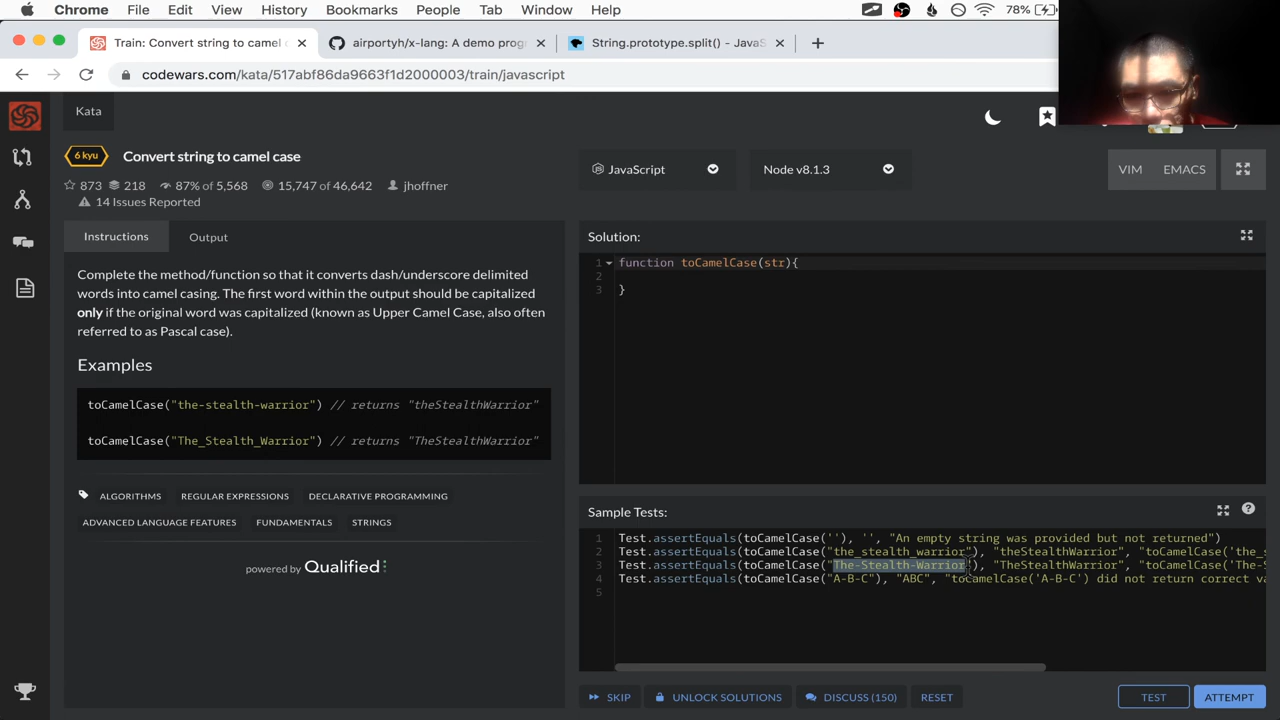 Chrome File Edit View History Bookmarks People Tab Window Help 78%
Train: Convert string to camel c
airportyh/x-lang: A demo prog
String.prototype.split() - JavaS
codewars.com/kata/517abf86da9663f1d2000003/train/javascript
Kata
6 kyu Convert string to camel case
873 218 87% of 5,568 15,747 of 46,642 jhoffner
14 Issues Reported
JavaScript
Node v8.1.3
VIM EMACS
Instructions Output
Complete the method/function so that it converts dash/underscore delimited
words into camel casing. The first word within the output should be capitalized
only if the original word was capitalized (known as Upper Camel Case, also often
referred to as Pascal case).
Examples
toCamelCase("the-stealth-warrior") // returns "theStealthWarrior"
toCamelCase("The_Stealth_Warrior") // returns "TheStealthWarrior"
ALGORITHMS REGULAR EXPRESSIONS DECLARATIVE PROGRAMMING
ADVANCED LANGUAGE FEATURES FUNDAMENTALS STRINGS
powered by Qualified
Solution:
1 function toCamelCase(str){
2
3 }
Sample Tests:
1 Test.assertEquals(toCamelCase(''), '', "An empty string was provided but not returned")
2 Test.assertEquals(toCamelCase("the_stealth_warrior"), "theStealthWarrior", "toCamelCase('the_s
3 Test.assertEquals(toCamelCase("The-Stealth-Warrior"), "TheStealthWarrior", "toCamelCase('The-S
4 Test.assertEquals(toCamelCase("A-B-C"), "ABC", "toCamelCase('A-B-C') did not return correct va
5
SKIP UNLOCK SOLUTIONS DISCUSS (150) RESET TEST ATTEMPT